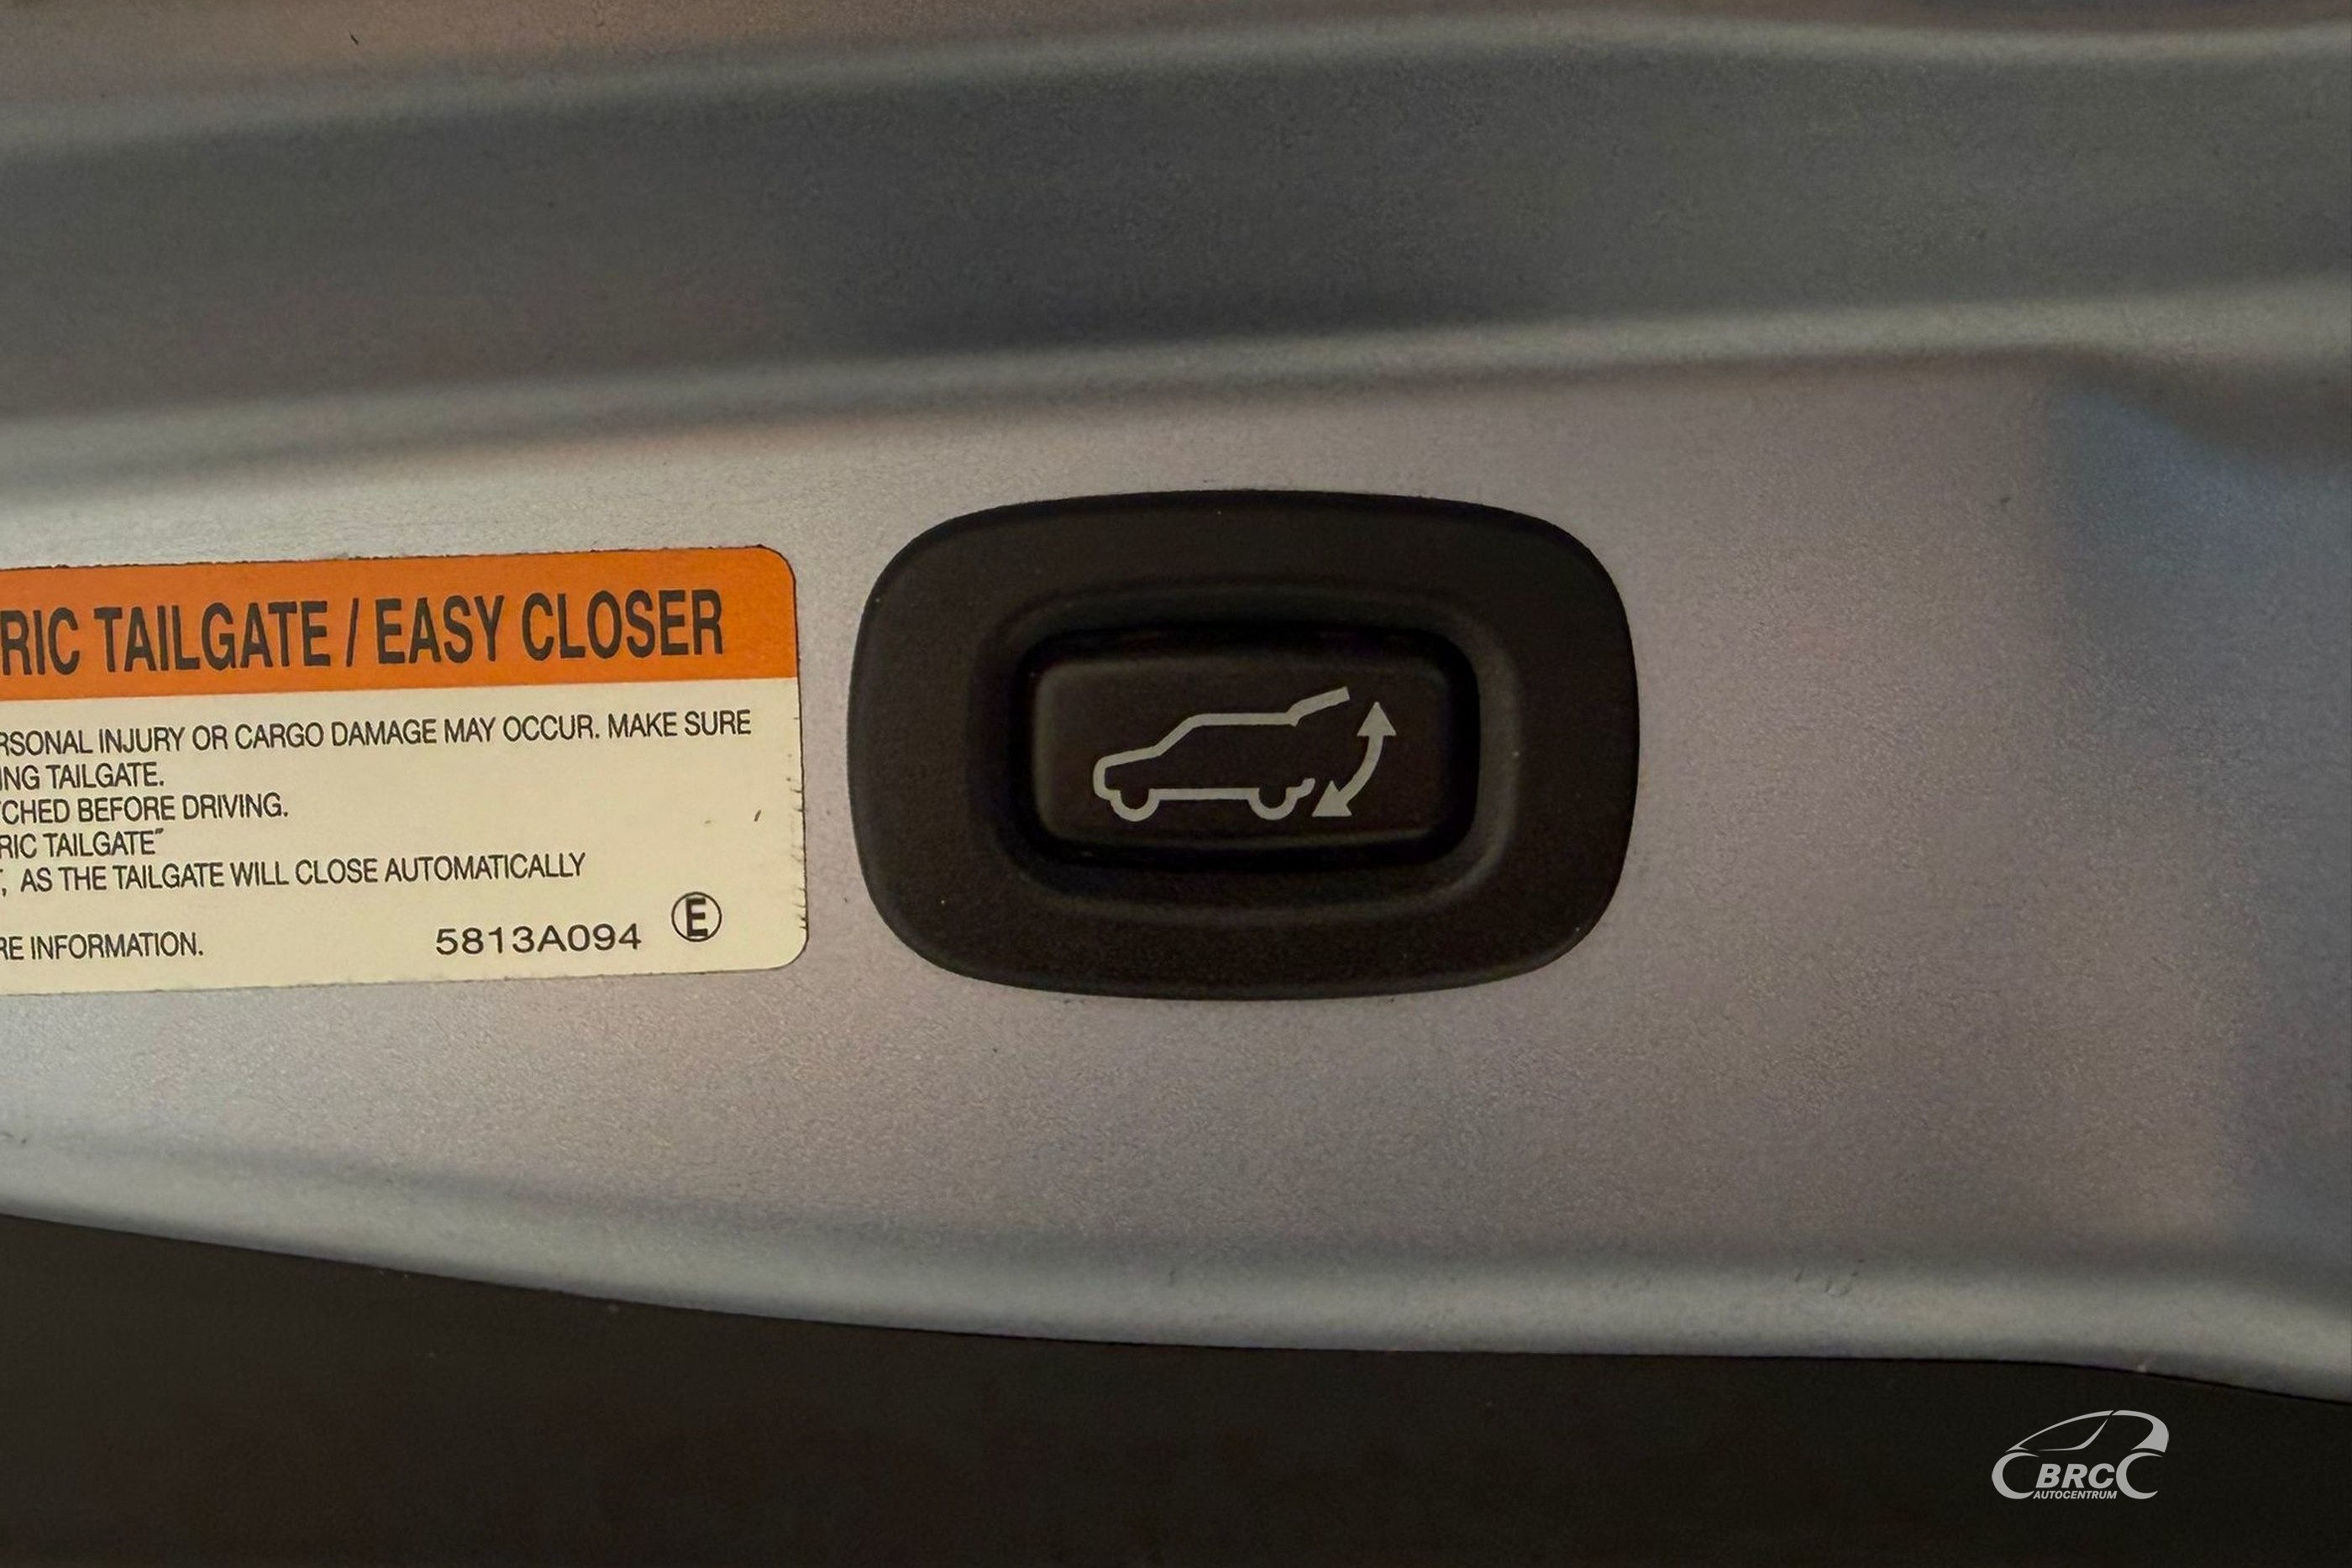 RIC TAILGATE / EASY CLOSER
RSONAL INJURY OR CARGO DAMAGE MAY OCCUR. MAKE SURE
ING TAILGATE.
CHED BEFORE DRIVING.
RIC TAILGATE"
, AS THE TAILGATE WILL CLOSE AUTOMATICALLY
RE INFORMATION.
5813A094 E
BRC
AUTOCENTRUM